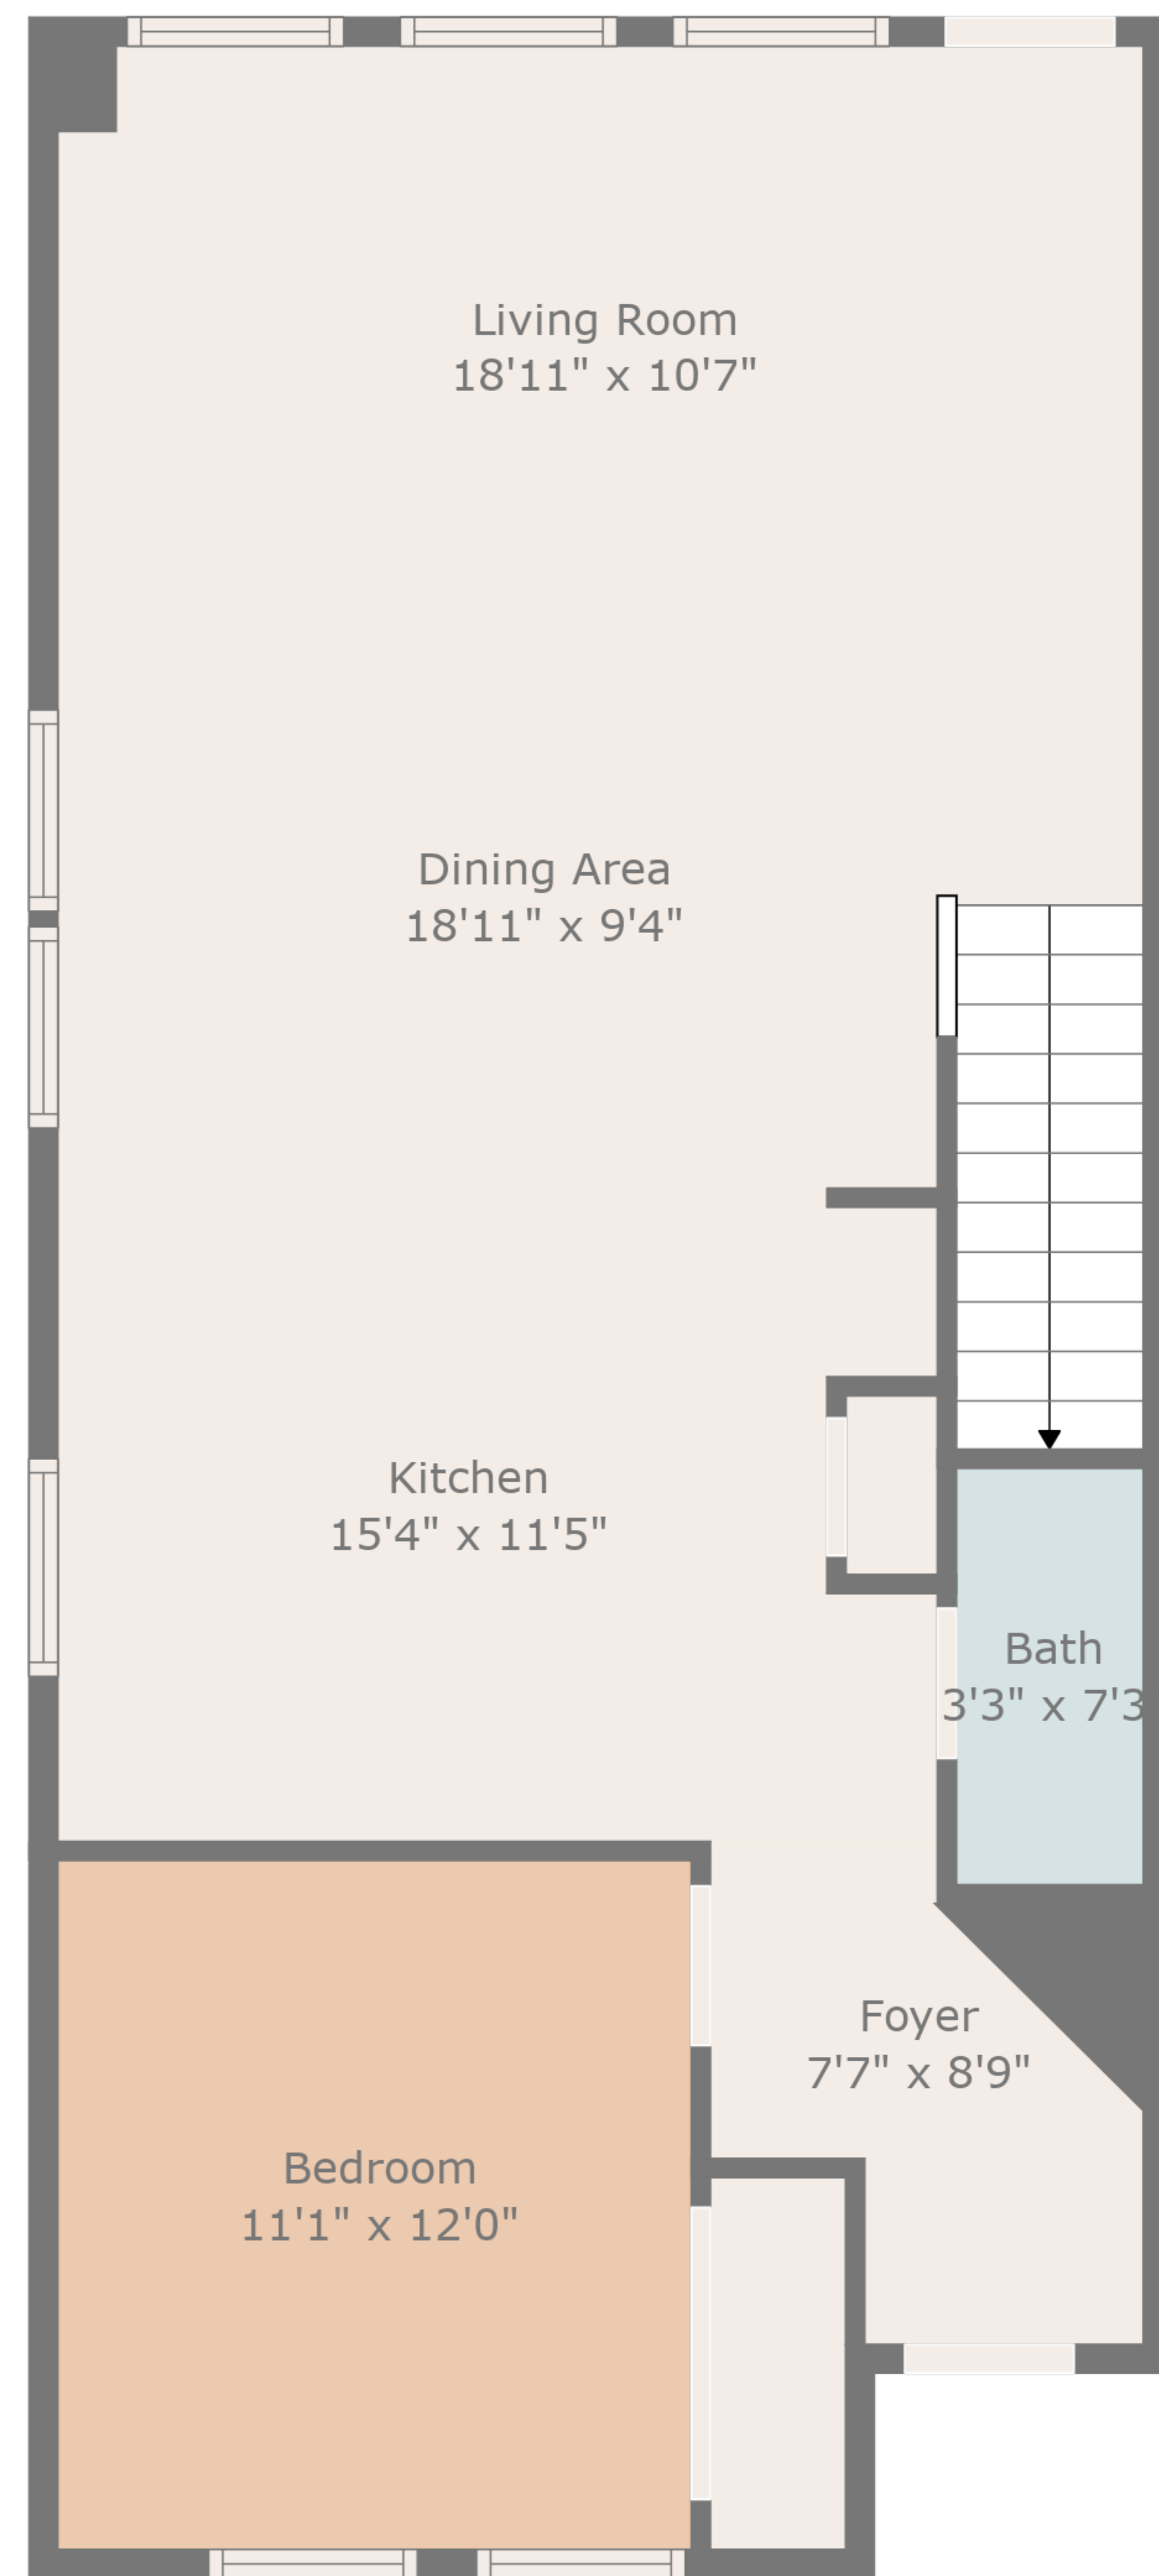 Living Room
18'11" x 10'7"
Dining Area
18'11" x 9'4"
Kitchen
15'4" x 11'5"
Bath
3'3" x 7'3
Foyer
7'7" x 8'9"
Bedroom
11'1" x 12'0"